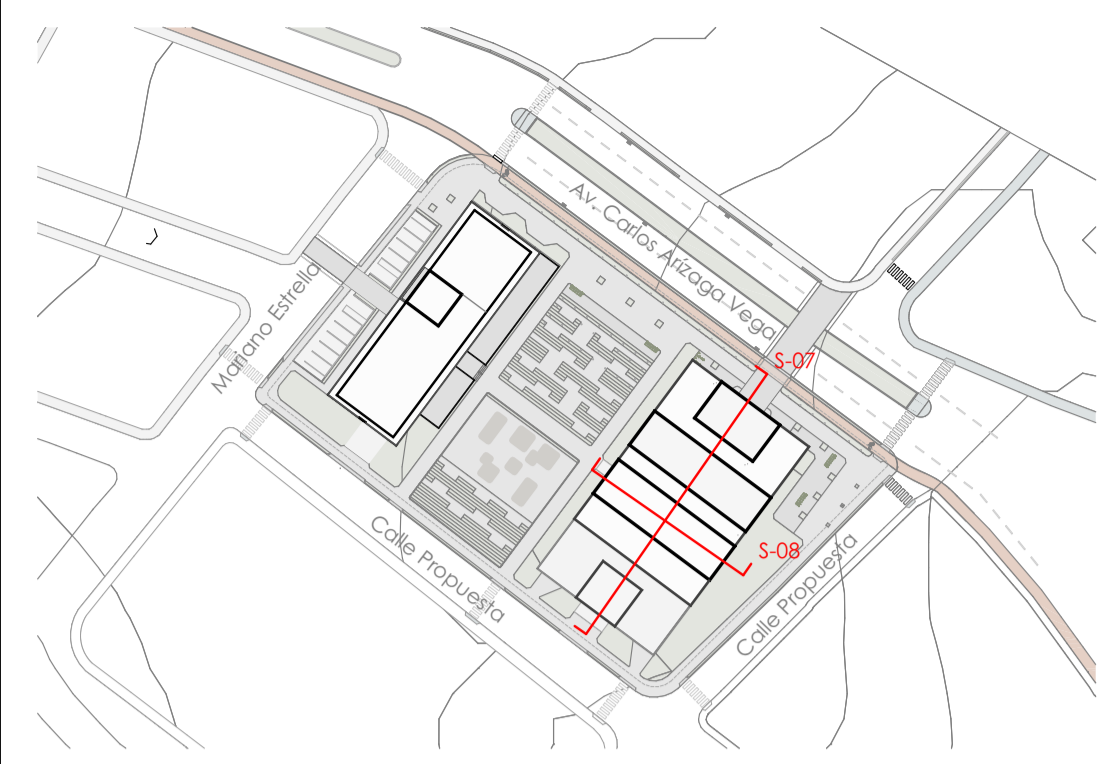 Av. Carlos Arízaga Vega
Mariano Estrella
S-07
S-08
Calle Propuesta
Calle Propuesta